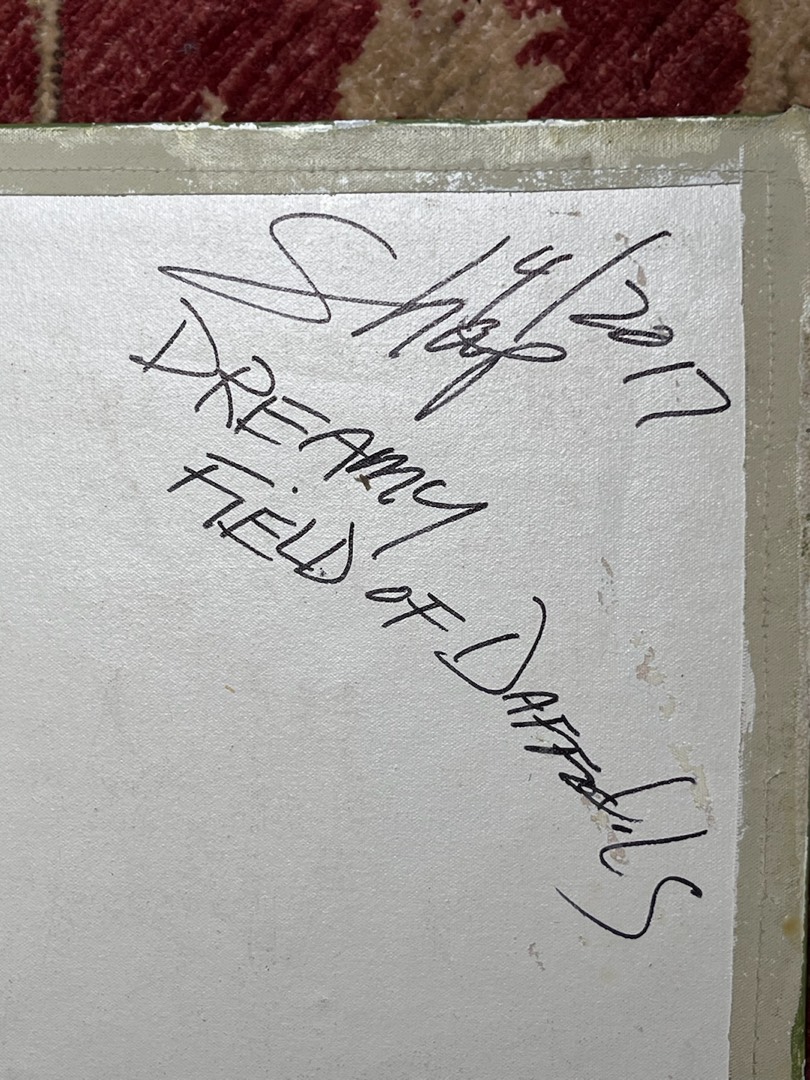 4/2017
DREAMY
FiELD OF DAFFODiLS